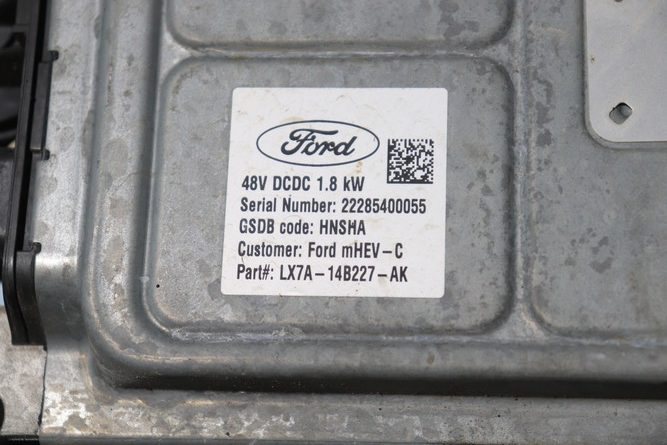 Ford
48V DCDC 1.8 kW
Serial Number: 22285400055
GSDB code: HNSHA
Customer: Ford mHEV-C
Part#: LX7A-14B227-AK